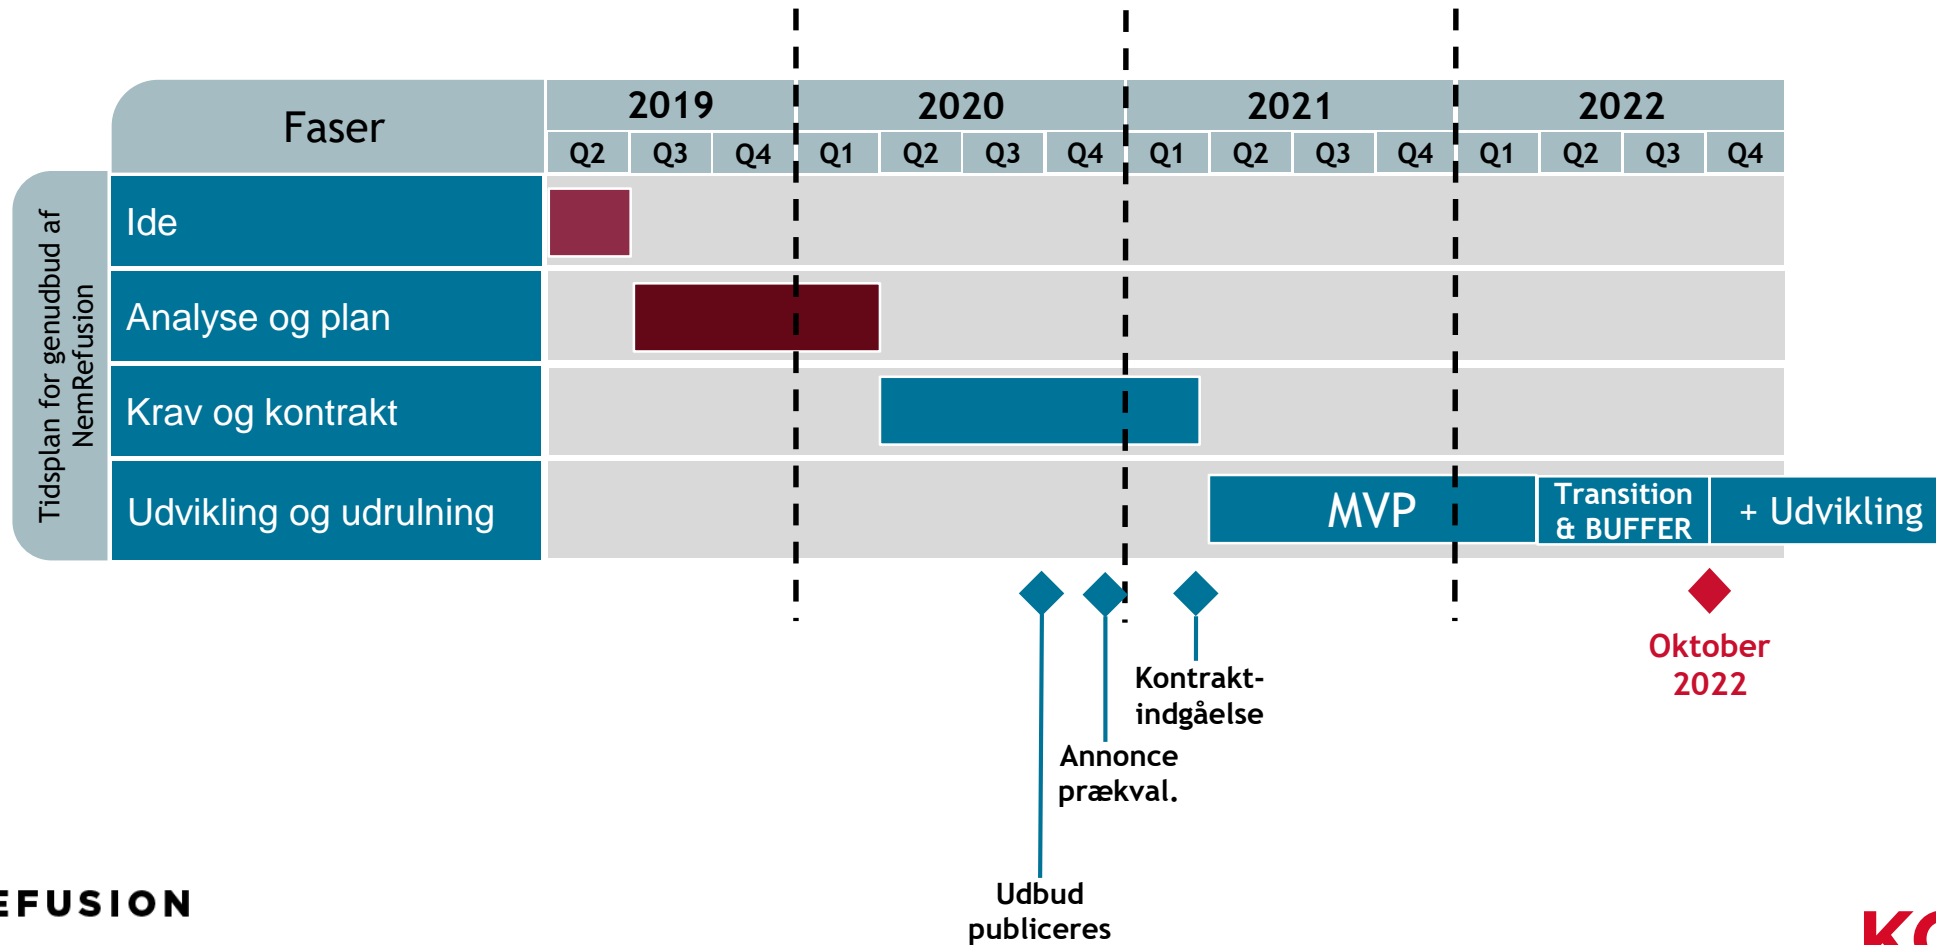 Faser
2019
2020
2021
2022
Q2 Q3 Q4 Q1 Q2 Q3 Q4 Q1 Q2 Q3 Q4 Q1 Q2 Q3 Q4
Tidsplan for genudbud af
NemRefusion
Ide
Analyse og plan
Krav og kontrakt
Udvikling og udrulning
MVP
Transition
& BUFFER
+ Udvikling
Oktober
2022
Kontrakt-
indgåelse
Annonce
prækval.
Udbud
publiceres
EFUSION